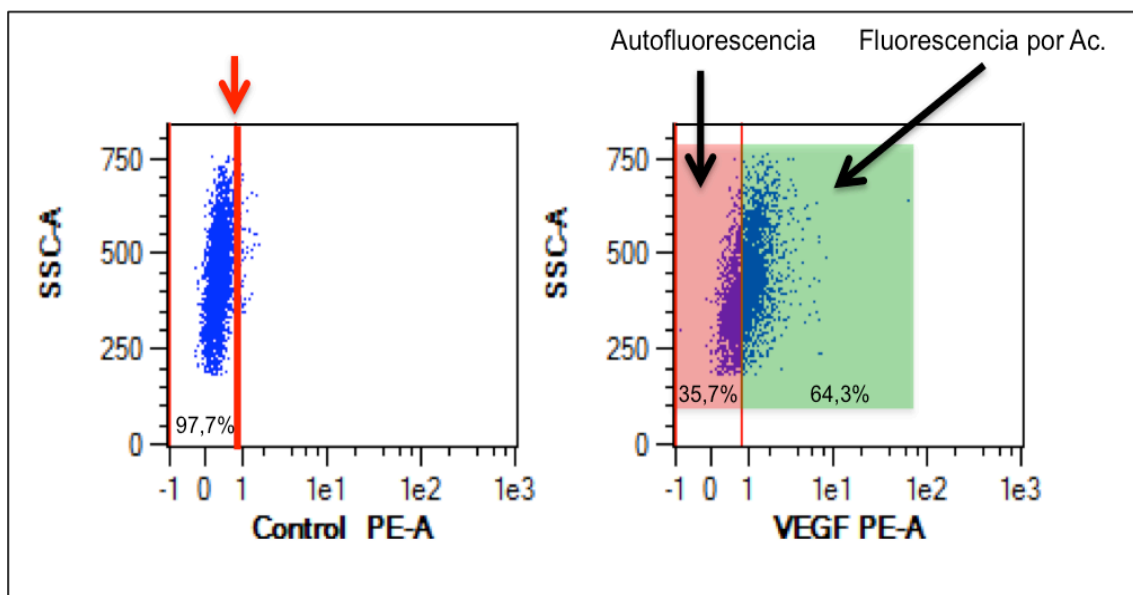 Autofluorescencia
Fluorescencia por Ac.
750
500
250
0
SSC-A
97,7%
-1 0 1 1e1 1e2 1e3
Control PE-A
750
500
250
0
SSC-A
35,7%
64,3%
-1 0 1 1e1 1e2 1e3
VEGF PE-A